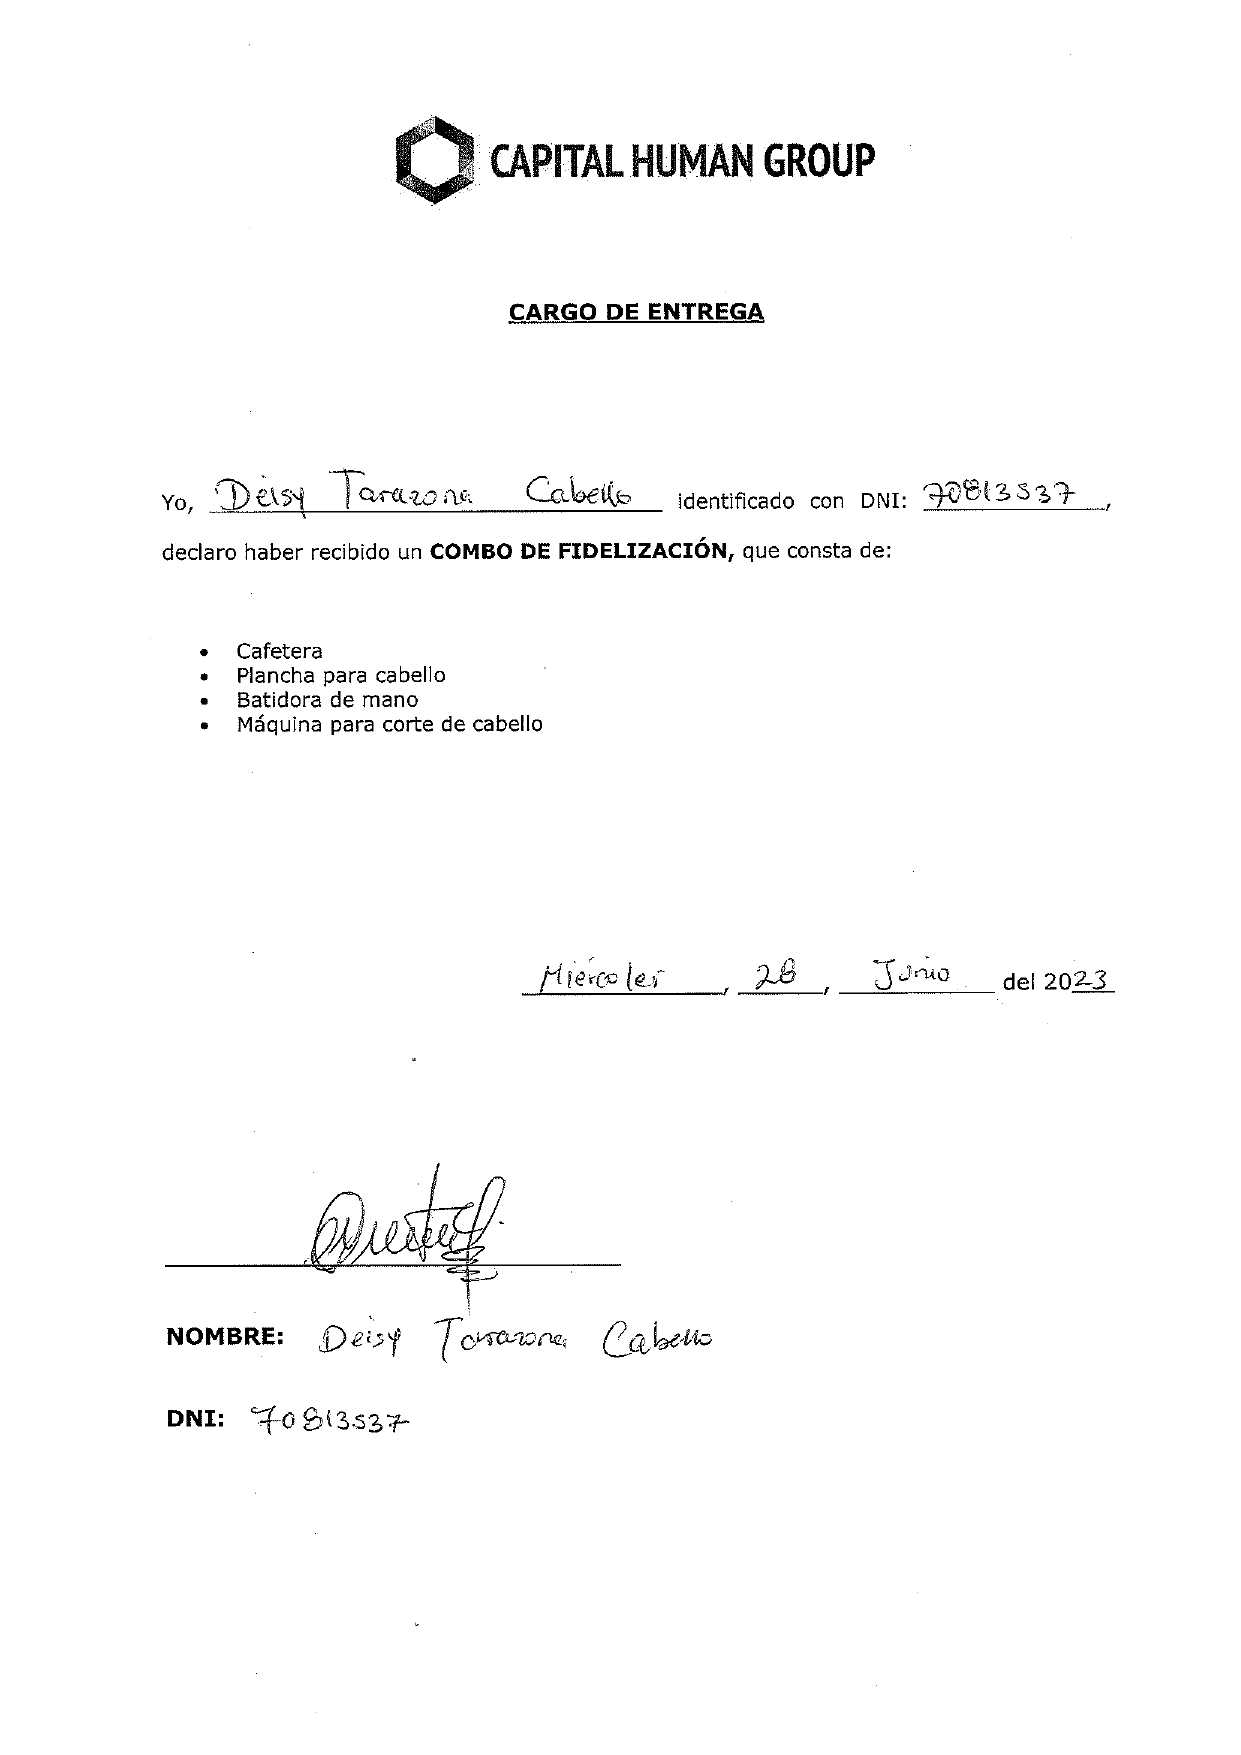 CAPITAL HUMAN GROUP
CARGO DE ENTREGA
Yo, Deisy Tarazona Cabello identificado con DNI: 70813537,
declaro haber recibido un COMBO DE FIDELIZACIÓN, que consta de:
• Cafetera
• Plancha para cabello
• Batidora de mano
• Máquina para corte de cabello
Miércoles, 28, Junio del 2023
NOMBRE: Deisy Tarazona Cabello
DNI: 70813537